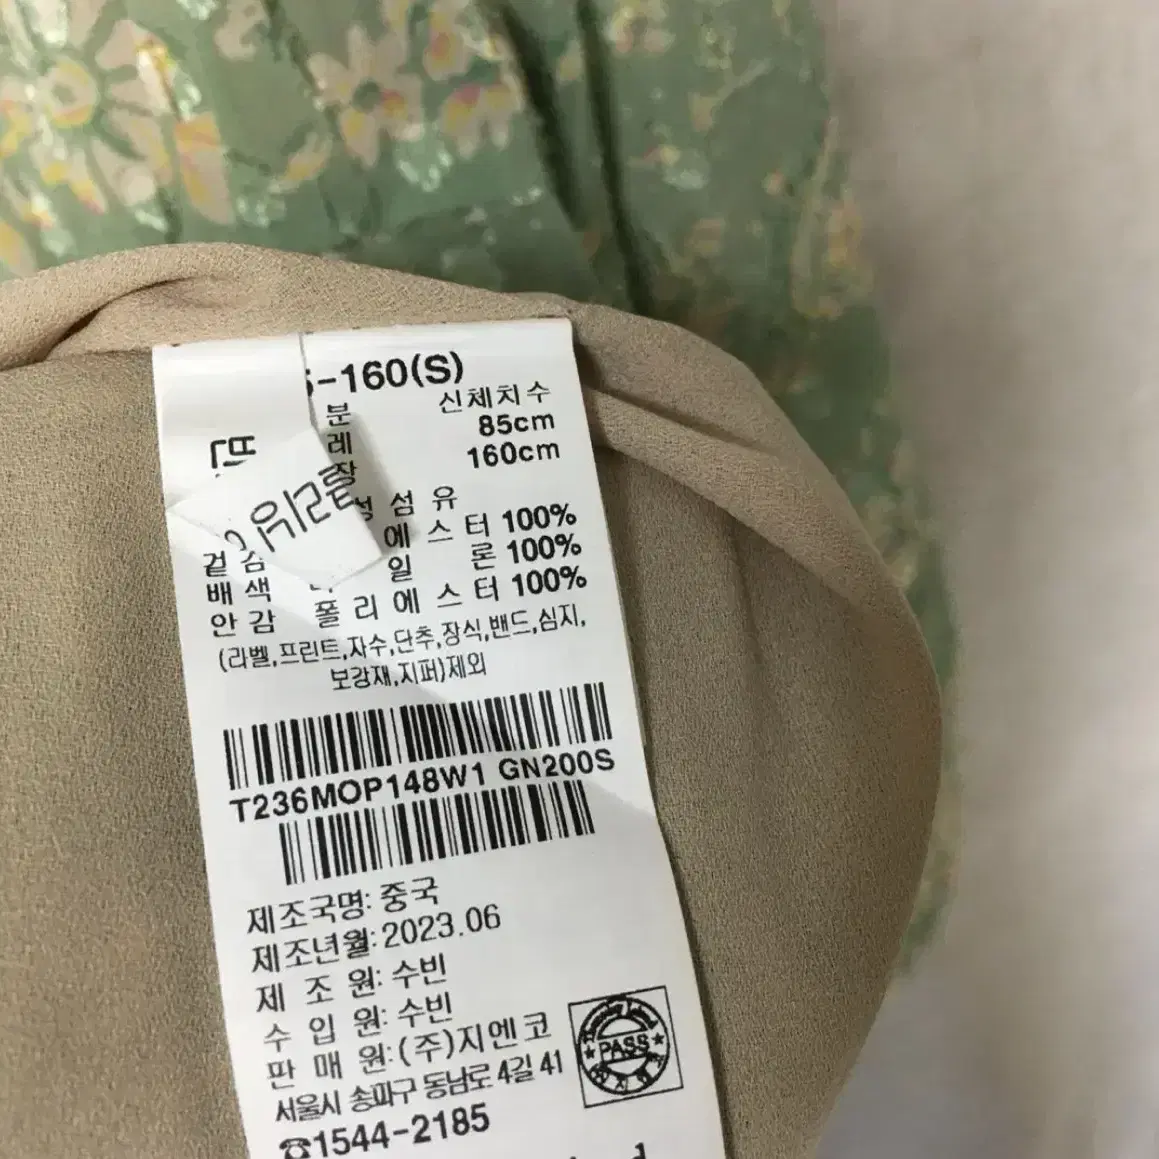 -160(S)
분 신체치수
레 85cm
장 160cm
성 섬 유
겉 감 에 스 터 100%
배 색 일 론 100%
안 감 폴 리 에 스 터 100%
(라벨,프린트,자수,단추,장식,밴드,심지,
보강재,지퍼)제외
T236MOP148W1 GN200S
제조국명: 중국
제조년월: 2023.06
제 조 원: 수빈
수 입 원: 수빈
판 매 원: (주)지엔코
서울시 송파구 동남로 4길 41
☎1544-2185
PASS